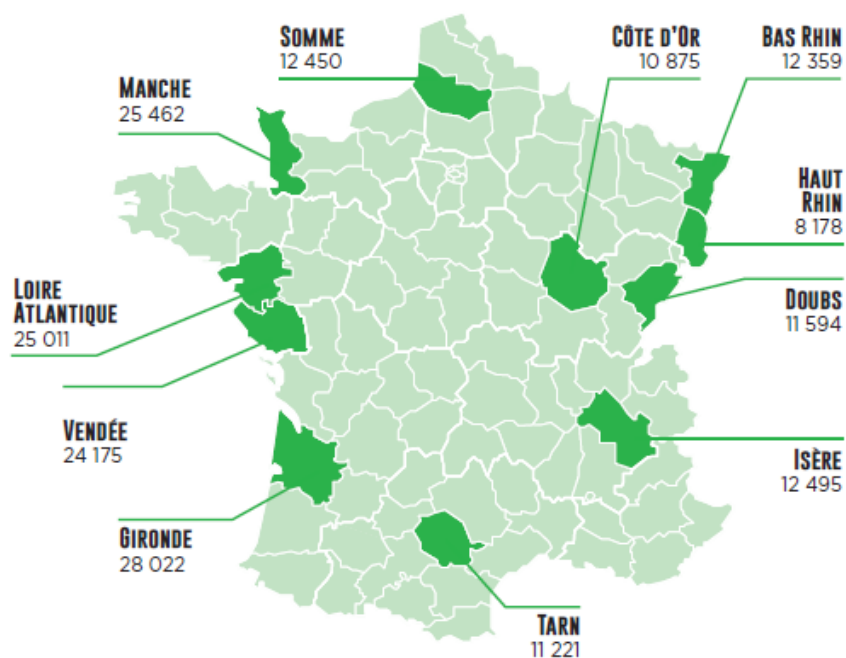 SOMME
12 450
CÔTE D'OR
10 875
BAS RHIN
12 359
MANCHE
25 462
HAUT
RHIN
8 178
LOIRE
ATLANTIQUE
25 011
DOUBS
11 594
VENDÉE
24 175
ISÈRE
12 495
GIRONDE
28 022
TARN
11 221